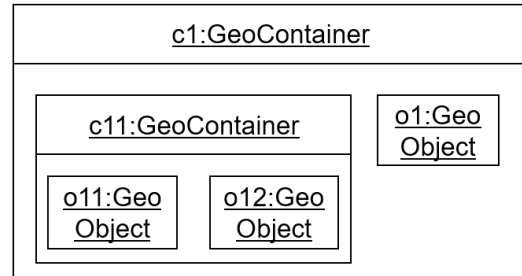 c1:GeoContainer
c11:GeoContainer
o1:Geo
Object
o11:Geo
Object
o12:Geo
Object